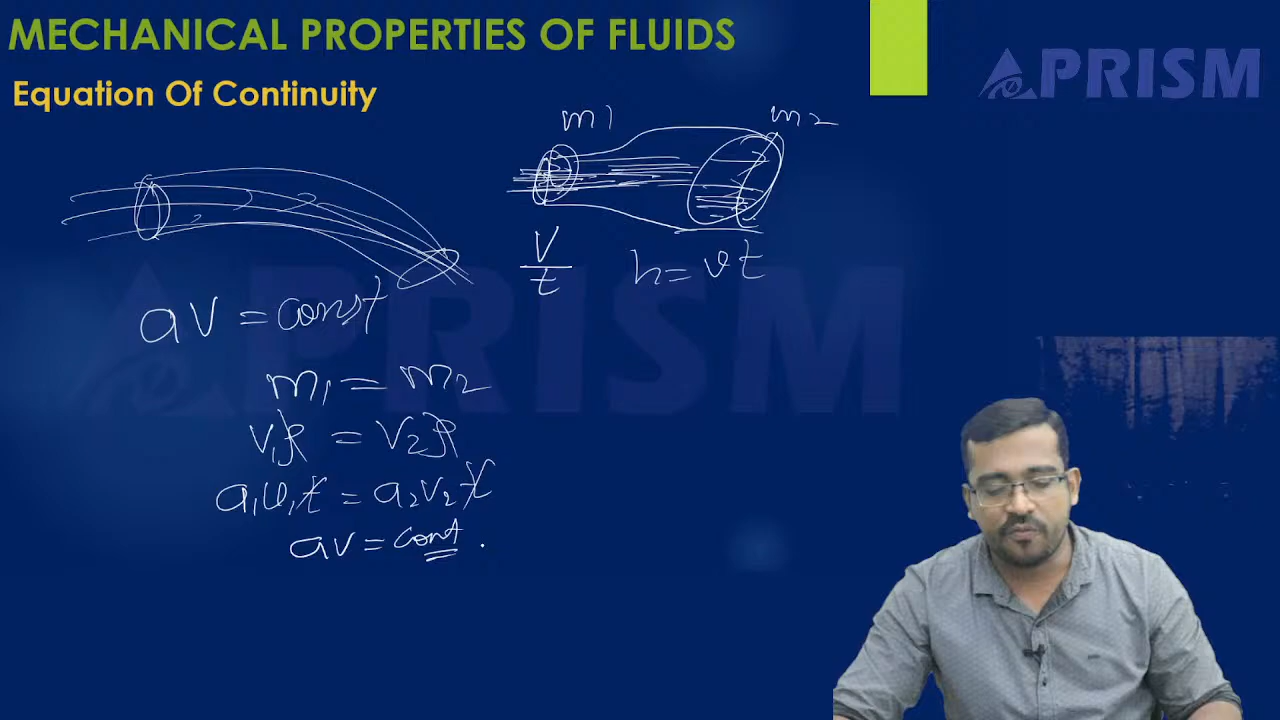 MECHANICAL PROPERTIES OF FLUIDS
PRISM
Equation Of Continuity
m1
m2
V/t
h = vt
PRISM
av = const
m1 = m2
V1ρ = V2ρ
a1v1t = a2v2t
av = const.